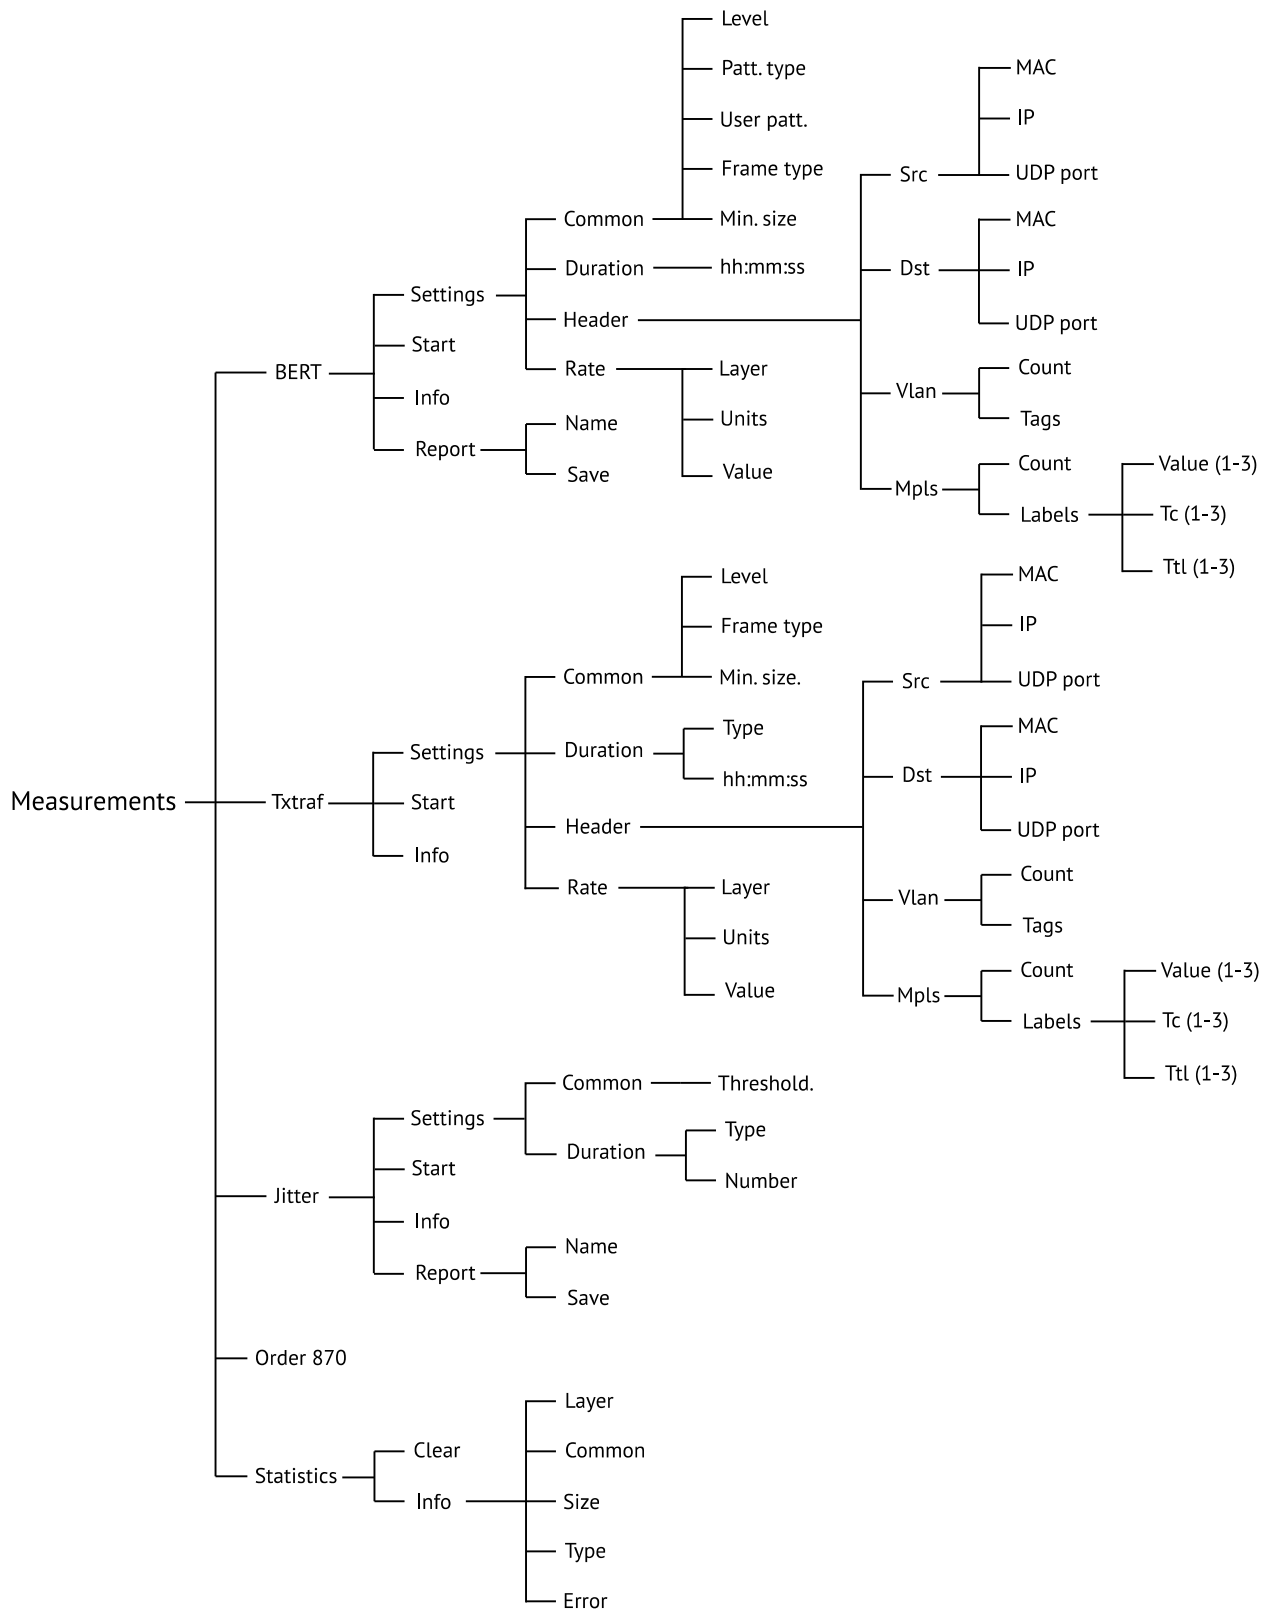 Measurements
BERT
Settings
Common
Level
Patt. type
User patt.
Frame type
Min. size
Duration
hh:mm:ss
Header
Src
MAC
IP
UDP port
Dst
MAC
IP
UDP port
Vlan
Count
Tags
Mpls
Count
Labels
Value (1-3)
Tc (1-3)
Ttl (1-3)
Rate
Layer
Units
Value
Start
Info
Report
Name
Save
Txtraf
Settings
Common
Level
Frame type
Min. size.
Duration
Type
hh:mm:ss
Header
Src
MAC
IP
UDP port
Dst
MAC
IP
UDP port
Vlan
Count
Tags
Mpls
Count
Labels
Value (1-3)
Tc (1-3)
Ttl (1-3)
Rate
Layer
Units
Value
Start
Info
Jitter
Settings
Common
Threshold.
Duration
Type
Number
Start
Info
Report
Name
Save
Order 870
Statistics
Clear
Info
Layer
Common
Size
Type
Error